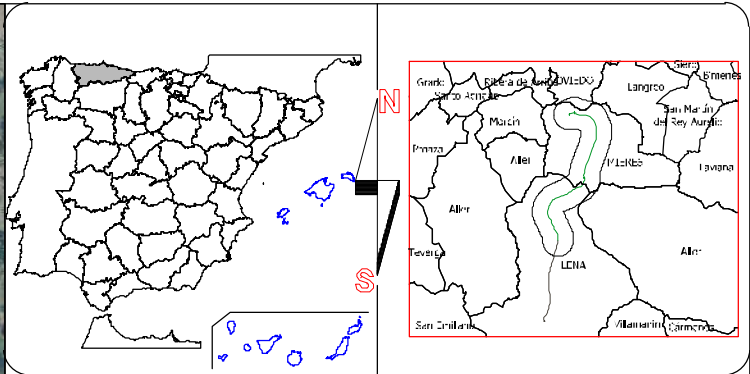 N
S
Grado
Ribera de Arriba
OVIEDO
Siero
Bimenes
Langreo
Santo Adriano
San Martín
del Rey Aurelio
Morcín
Proaza
Aller
MIERES
Laviana
Aller
Teverga
Aller
LENA
San Emiliano
Villamanín
Cármenes